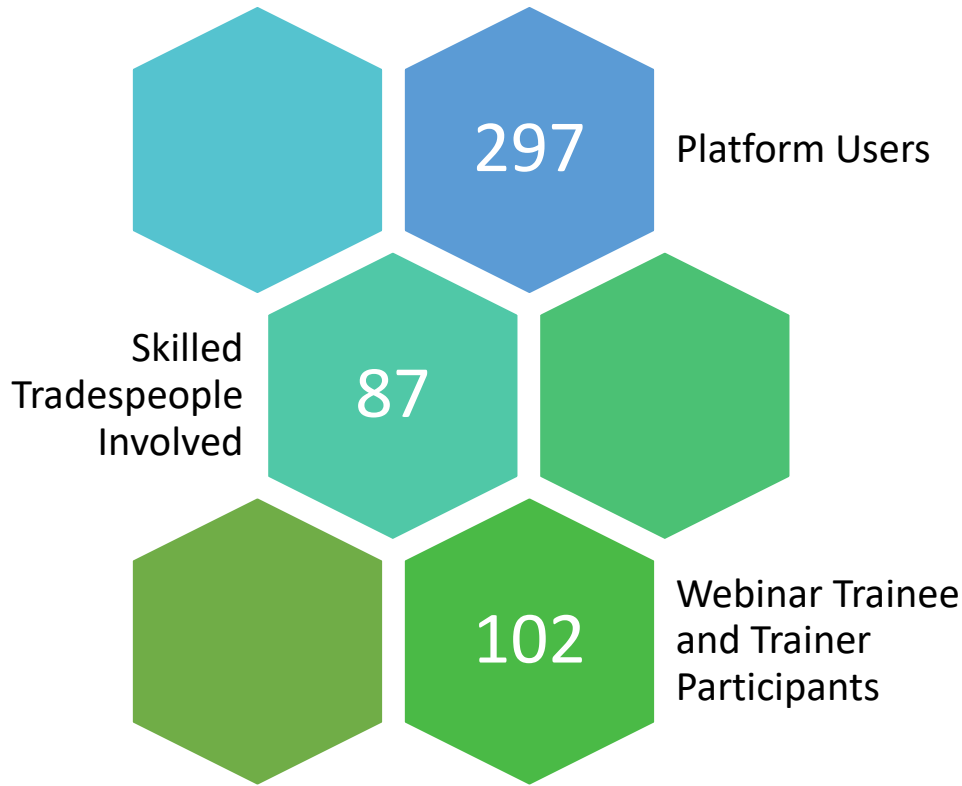 297
Platform Users
Skilled
Tradespeople
Involved
87
102
Webinar Trainee
and Trainer
Participants